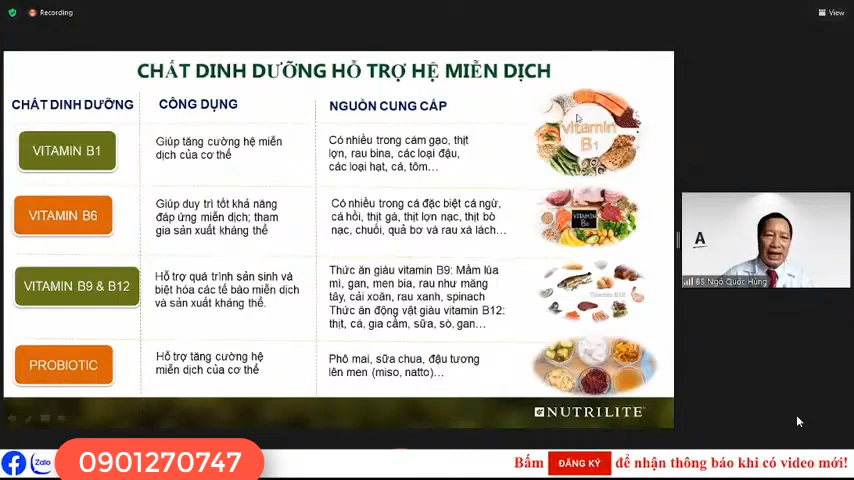 Recording
View
CHẤT DINH DƯỠNG HỖ TRỢ HỆ MIỄN DỊCH
CHẤT DINH DƯỠNG
CÔNG DỤNG
NGUỒN CUNG CẤP
VITAMIN B1
Giúp tăng cường hệ miễn
dịch của cơ thể
Có nhiều trong cám gạo, thịt
lợn, rau bina, các loại đậu,
các loại hạt, cá, tôm...
vitamin
B1
VITAMIN B6
Giúp duy trì tốt khả năng
đáp ứng miễn dịch; tham
gia sản xuất kháng thể
Có nhiều trong cá đặc biệt cá ngừ,
cá hồi, thịt gà, thịt lợn nạc, thịt bò
nạc, chuối, quả bơ và rau xà lách...
VITAMIN
B6
VITAMIN B9 & B12
Hỗ trợ quá trình sản sinh và
biệt hóa các tế bào miễn dịch
và sản xuất kháng thể.
Thức ăn giàu vitamin B9: Mầm lúa
mì, gan, men bia, rau như măng
tây, cải xoăn, rau xanh, spinach
Thức ăn động vật giàu vitamin B12:
thịt, cá, gia cầm, sữa, sò, gan...
Vitamin B12
PROBIOTIC
Hỗ trợ tăng cường hệ
miễn dịch của cơ thể
Phô mai, sữa chua, đậu tương
lên men (miso, natto)...
NUTRILITE
A
BS Ngô Quốc Hùng
Zalo
0901270747
Bấm ĐĂNG KÝ để nhận thông báo khi có video mới!